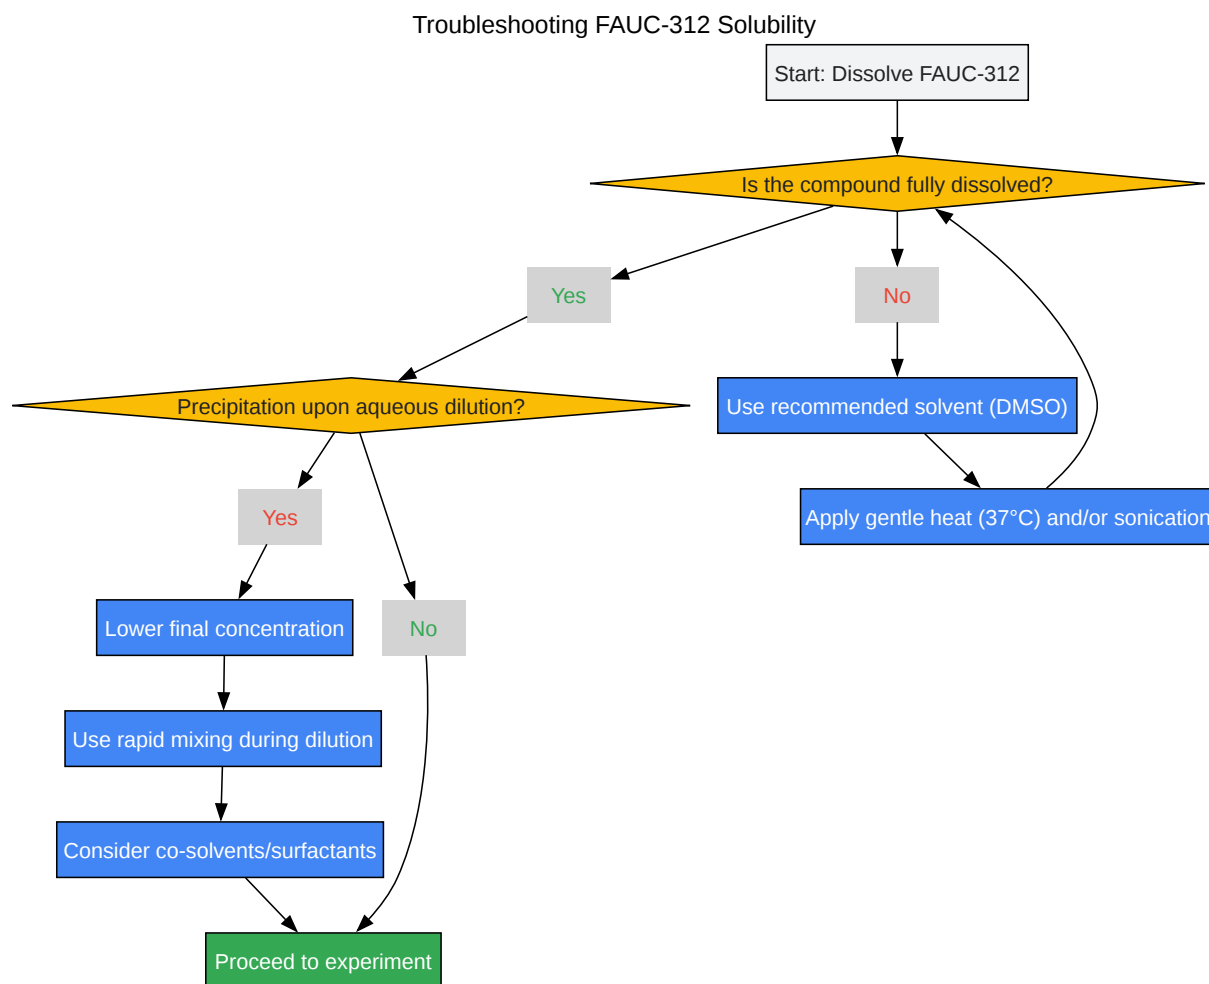 Troubleshooting FAUC-312 Solubility
Start: Dissolve FAUC-312
Is the compound fully dissolved?
Yes
No
Precipitation upon aqueous dilution?
Use recommended solvent (DMSO)
Yes
Apply gentle heat (37°C) and/or sonication
Lower final concentration
No
Use rapid mixing during dilution
Consider co-solvents/surfactants
Proceed to experiment